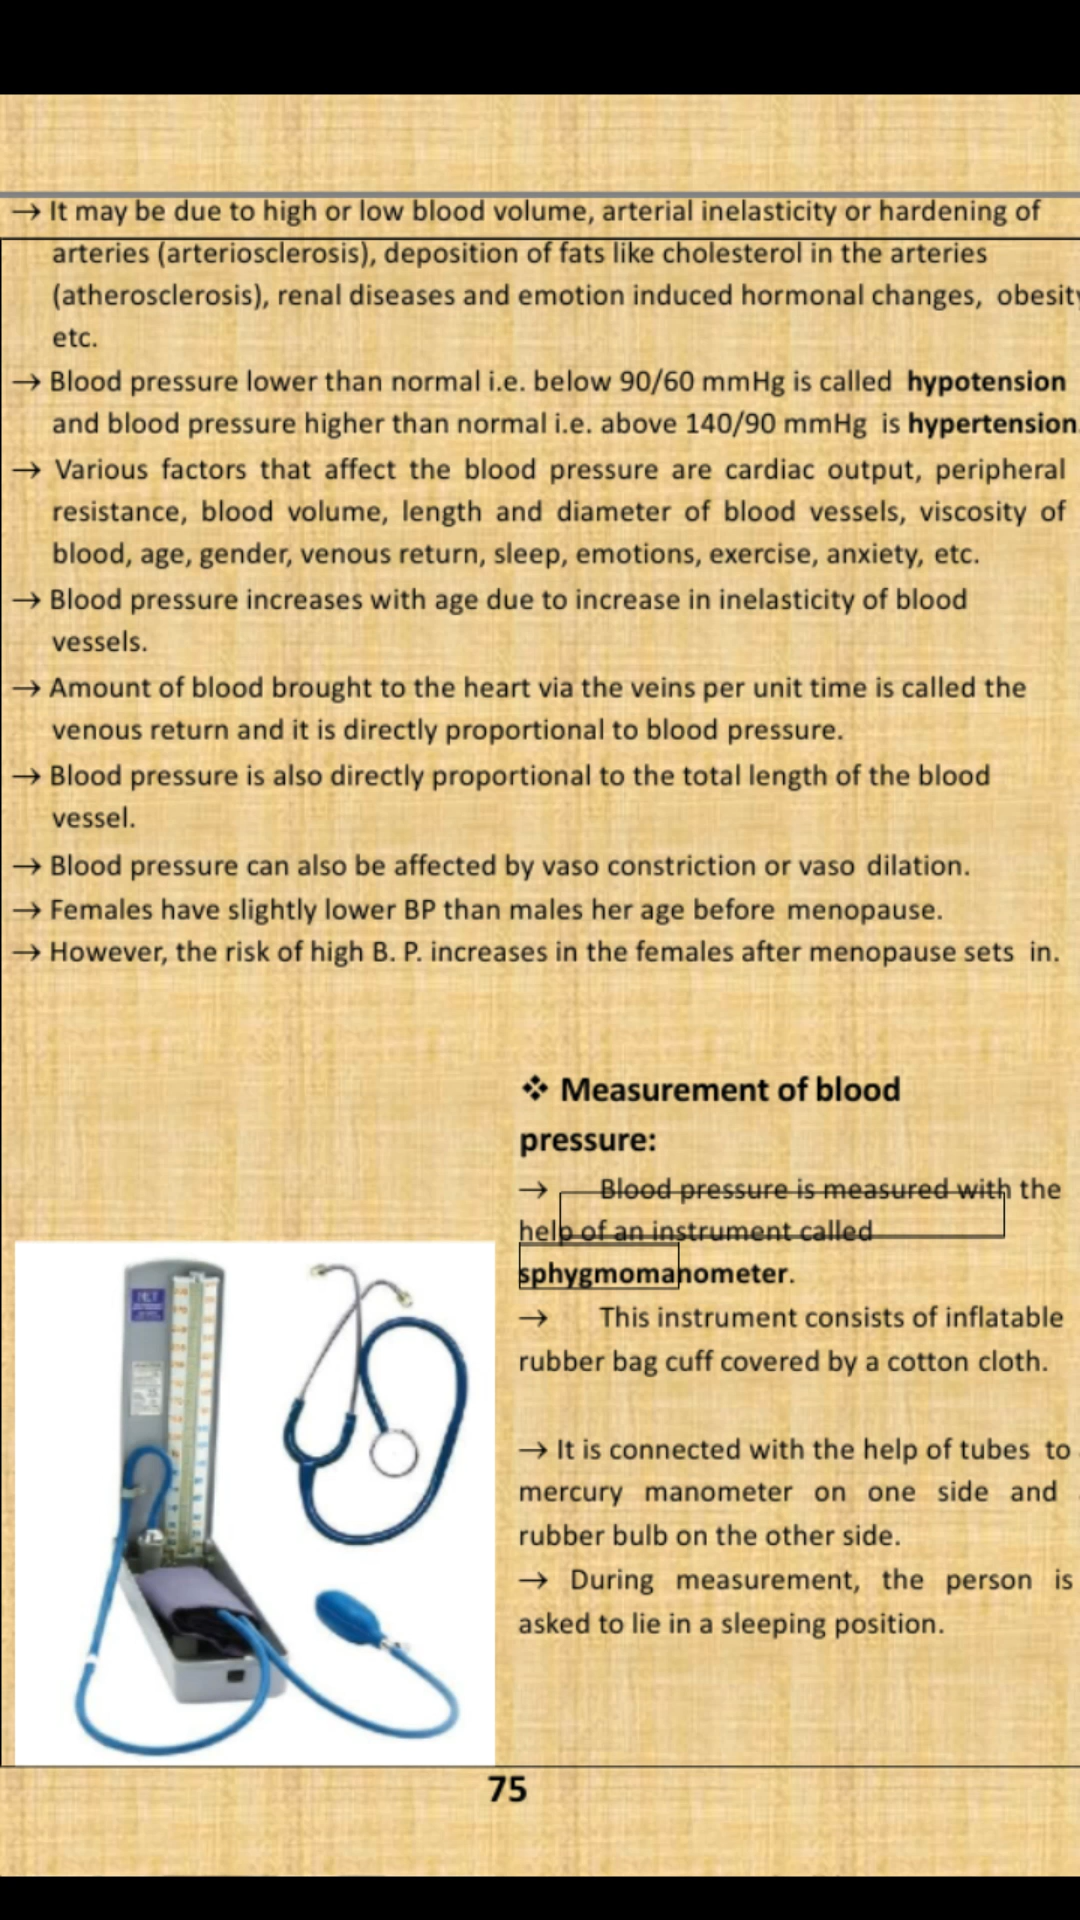 → It may be due to high or low blood volume, arterial inelasticity or hardening of
arteries (arteriosclerosis), deposition of fats like cholesterol in the arteries
(atherosclerosis), renal diseases and emotion induced hormonal changes, obesity
etc.
→ Blood pressure lower than normal i.e. below 90/60 mmHg is called hypotension
and blood pressure higher than normal i.e. above 140/90 mmHg is hypertension.
→ Various factors that affect the blood pressure are cardiac output, peripheral
resistance, blood volume, length and diameter of blood vessels, viscosity of
blood, age, gender, venous return, sleep, emotions, exercise, anxiety, etc.
→ Blood pressure increases with age due to increase in inelasticity of blood
vessels.
→ Amount of blood brought to the heart via the veins per unit time is called the
venous return and it is directly proportional to blood pressure.
→ Blood pressure is also directly proportional to the total length of the blood
vessel.
→ Blood pressure can also be affected by vaso constriction or vaso dilation.
→ Females have slightly lower BP than males her age before menopause.
→ However, the risk of high B. P. increases in the females after menopause sets in.
❖ Measurement of blood
pressure:
→ Blood pressure is measured with the
help of an instrument called
sphygmomanometer.
→ This instrument consists of inflatable
rubber bag cuff covered by a cotton cloth.
→ It is connected with the help of tubes to
mercury manometer on one side and
rubber bulb on the other side.
→ During measurement, the person is
asked to lie in a sleeping position.
75